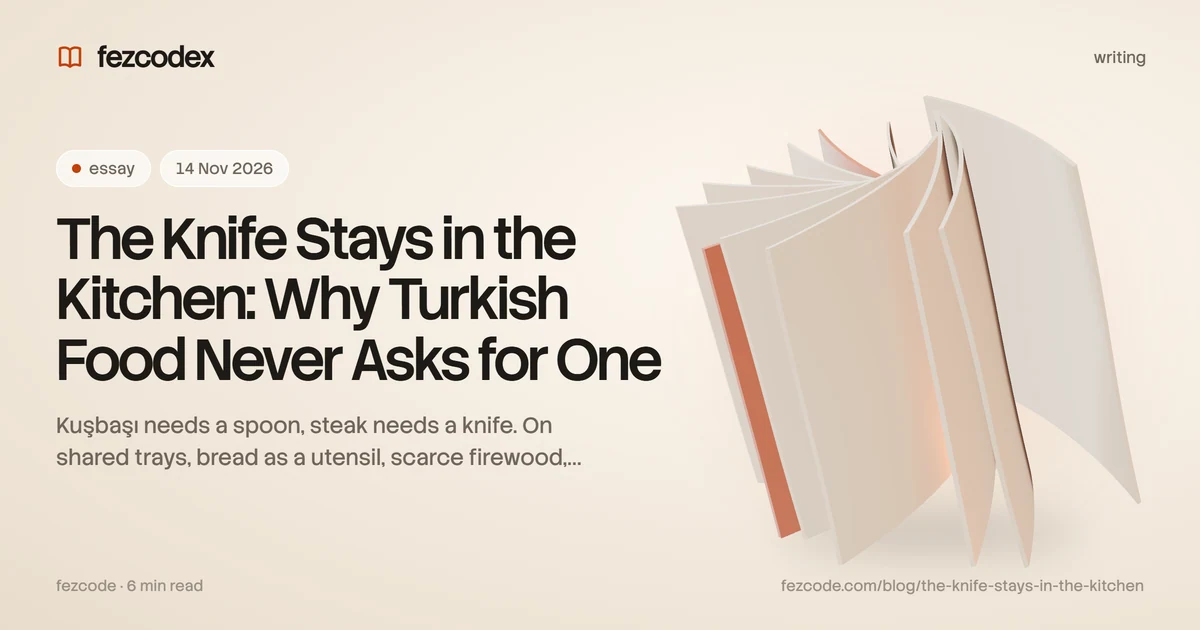 fezcodex
writing
essay
14 Nov 2026
The Knife Stays in the
Kitchen: Why Turkish
Food Never Asks for One
Kuşbaşı needs a spoon, steak needs a knife. On
shared trays, bread as a utensil, scarce firewood,...
fezcode · 6 min read
fezcode.com/blog/the-knife-stays-in-the-kitchen